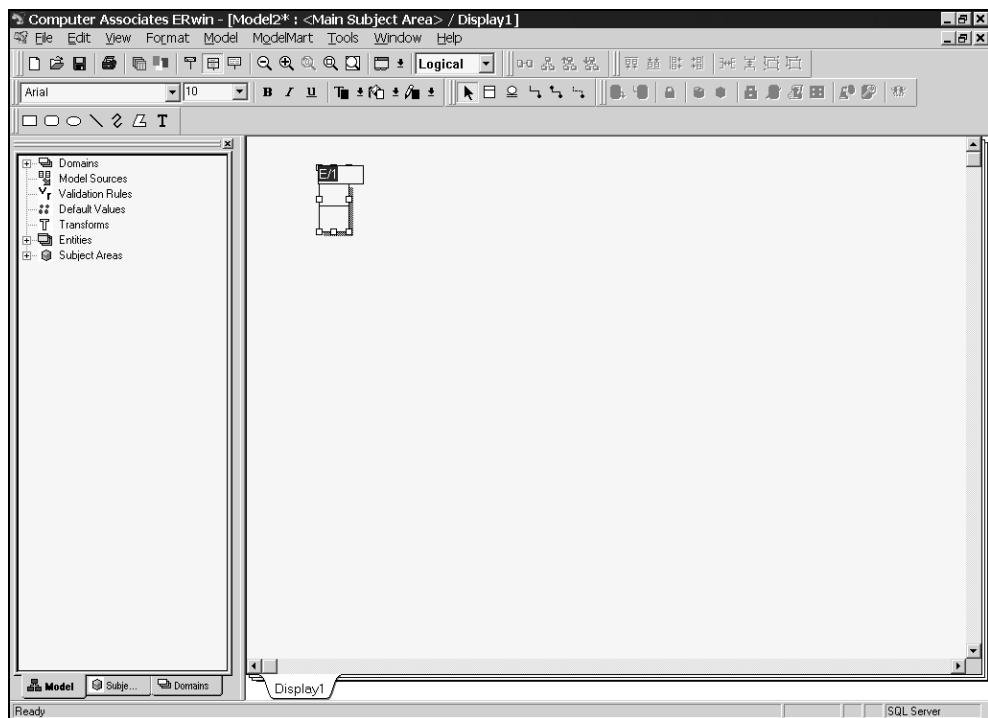 Computer Associates ERwin - [Model2* : <Main Subject Area> / Display1]
File Edit View Format Model ModelMart Tools Window Help
Logical
Arial 10 B I U
T
Domains
Model Sources
Validation Rules
Default Values
Transforms
Entities
Subject Areas
E/1
Model Subje... Domains
Display1
Ready SQL Server